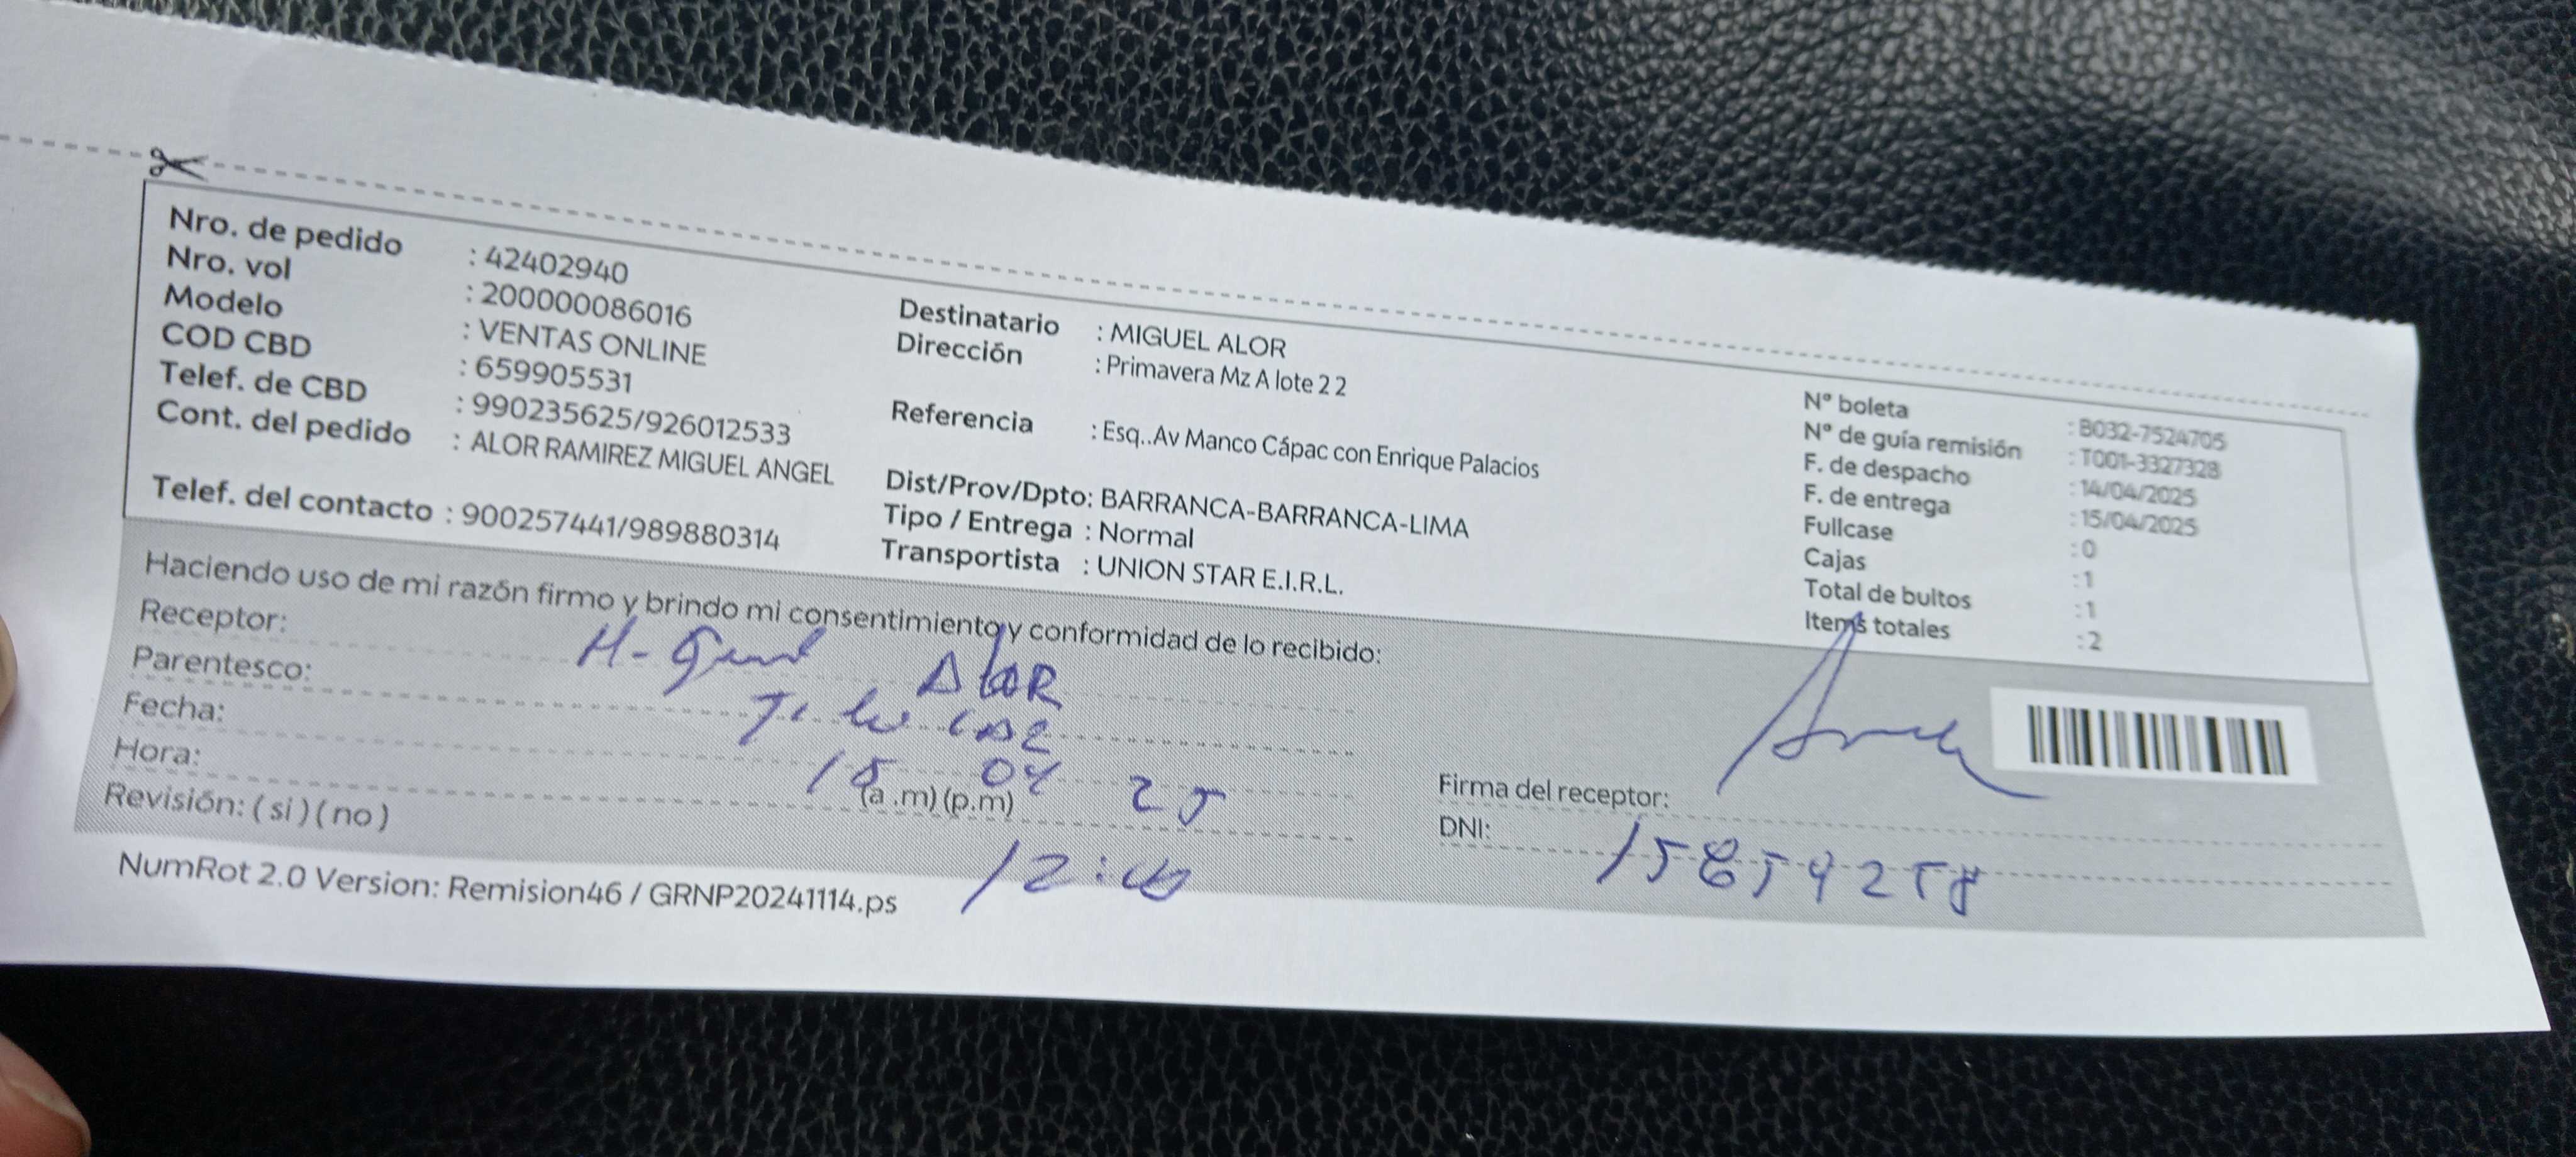 Nro. de pedido : 42402940
Nro. vol : 200000086016
Modelo : VENTAS ONLINE
COD CBD : 659905531
Telef. de CBD : 990235625/926012533
Cont. del pedido : ALOR RAMIREZ MIGUEL ANGEL
Telef. del contacto : 900257441/989880314
Destinatario : MIGUEL ALOR
Dirección : Primavera Mz A lote 2 2
Referencia : Esq..Av Manco Cápac con Enrique Palacios
Dist/Prov/Dpto: BARRANCA-BARRANCA-LIMA
Tipo / Entrega : Normal
Transportista : UNION STAR E.I.R.L.
N° boleta : B032-7524705
N° de guía remisión : T001-3327328
F. de despacho : 14/04/2025
F. de entrega : 15/04/2025
Fullcase : 0
Cajas : 1
Total de bultos : 1
Items totales : 2
Haciendo uso de mi razón firmo y brindo mi consentimiento y conformidad de lo recibido:
Receptor: Alor
Parentesco:
Fecha: 15 04 25
Hora: (a .m) (p.m) 12:00
Revisión: ( si ) ( no )
Firma del receptor:
DNI: 15854258
NumRot 2.0 Version: Remision46 / GRNP20241114.ps